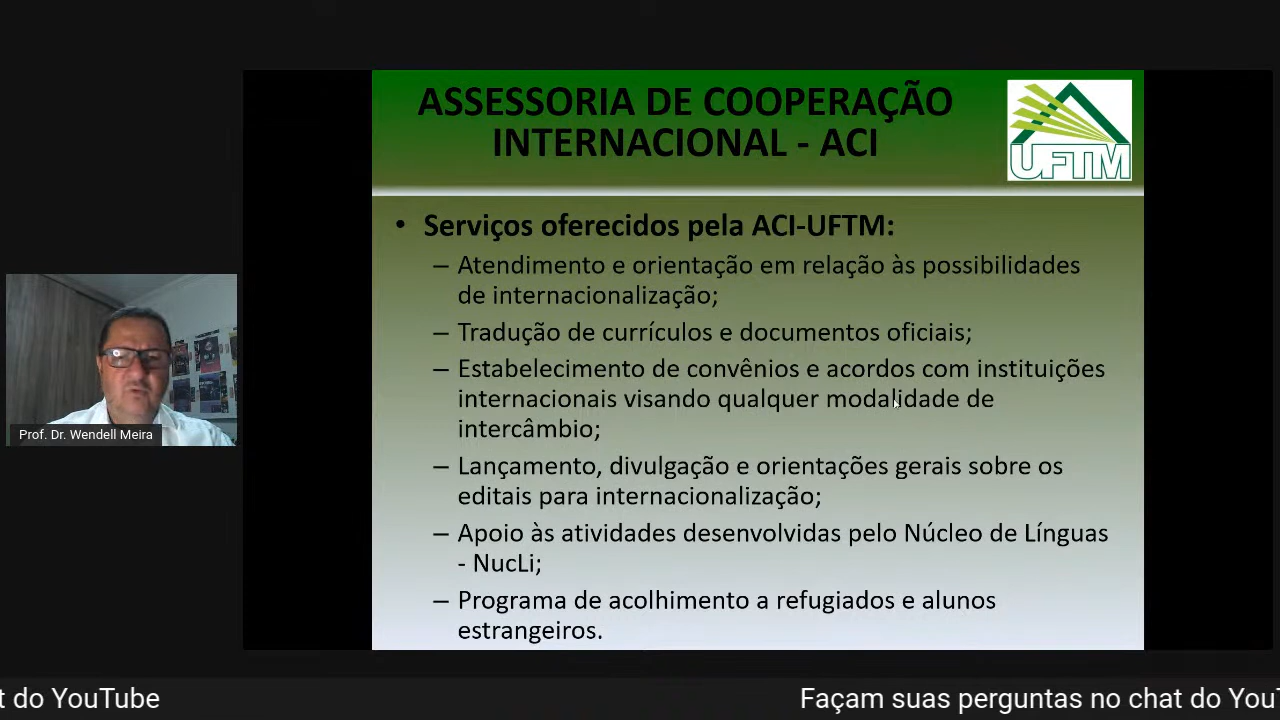 ASSESSORIA DE COOPERAÇÃO
INTERNACIONAL - ACI
UFTM
• Serviços oferecidos pela ACI-UFTM:
– Atendimento e orientação em relação às possibilidades
de internacionalização;
– Tradução de currículos e documentos oficiais;
– Estabelecimento de convênios e acordos com instituições
internacionais visando qualquer modalidade de
intercâmbio;
– Lançamento, divulgação e orientações gerais sobre os
editais para internacionalização;
– Apoio às atividades desenvolvidas pelo Núcleo de Línguas
- NucLi;
– Programa de acolhimento a refugiados e alunos
estrangeiros.
Prof. Dr. Wendell Meira
t do YouTube
Façam suas perguntas no chat do YouT